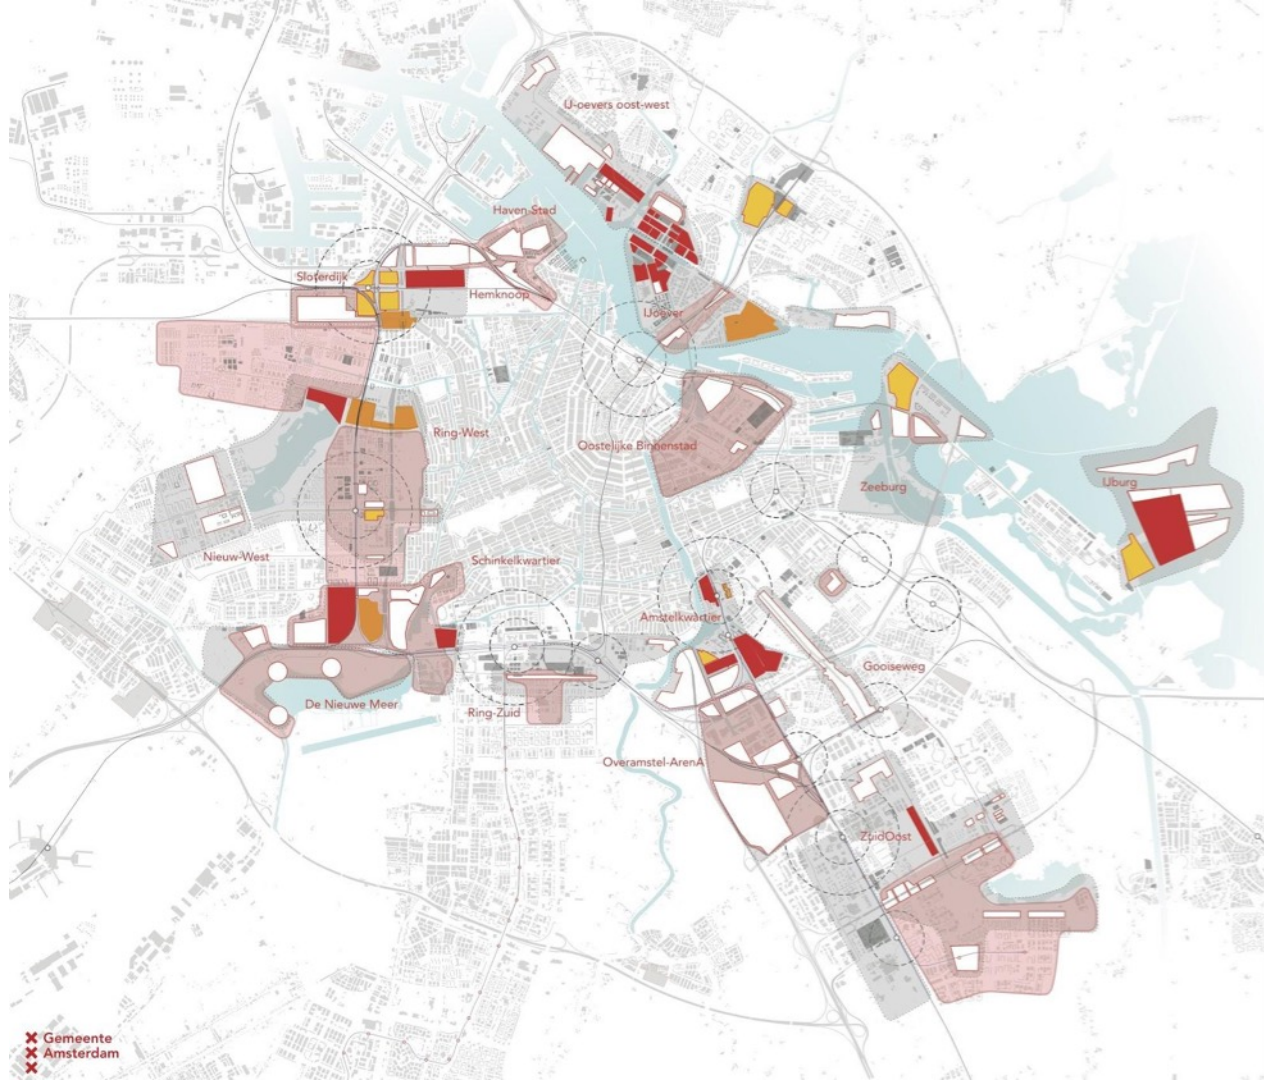 IJ-oevers oost-west
Haven-Stad
Sloterdijk
Hemknoop
IJoever
Ring-West
Oostelijke Binnenstad
Zeeburg
IJburg
Nieuw-West
Schinkelkwartier
Amstelkwartier
Gooiseweg
De Nieuwe Meer
Ring-Zuid
Overamstel-ArenA
ZuidOost
Gemeente
Amsterdam